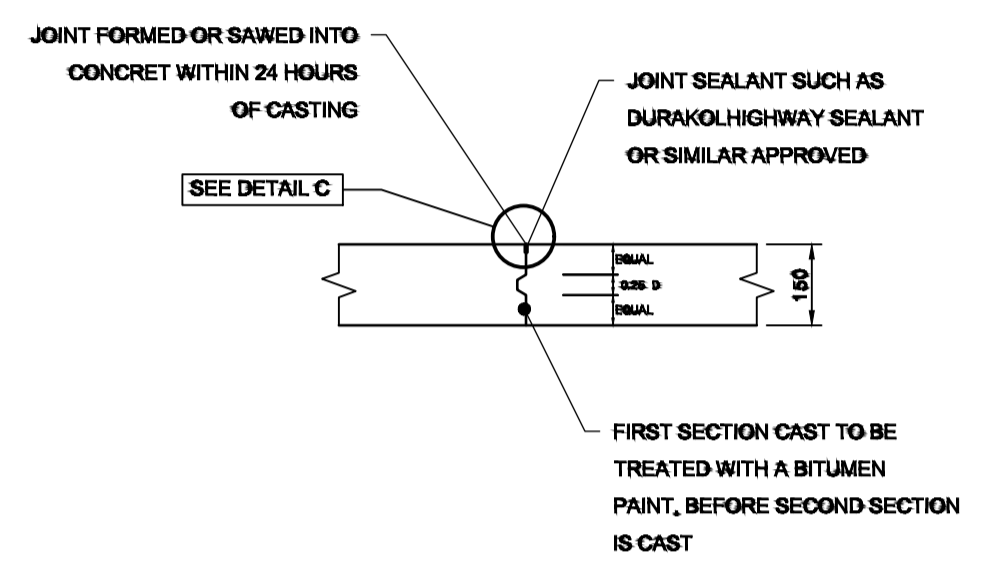 JOINT FORMED OR SAWED INTO
CONCRET WITHIN 24 HOURS
OF CASTING
JOINT SEALANT SUCH AS
DURAKOLHIGHWAY SEALANT
OR SIMILAR APPROVED
SEE DETAIL C
EQUAL
0.25 D
EQUAL
150
FIRST SECTION CAST TO BE
TREATED WITH A BITUMEN
PAINT. BEFORE SECOND SECTION
IS CAST